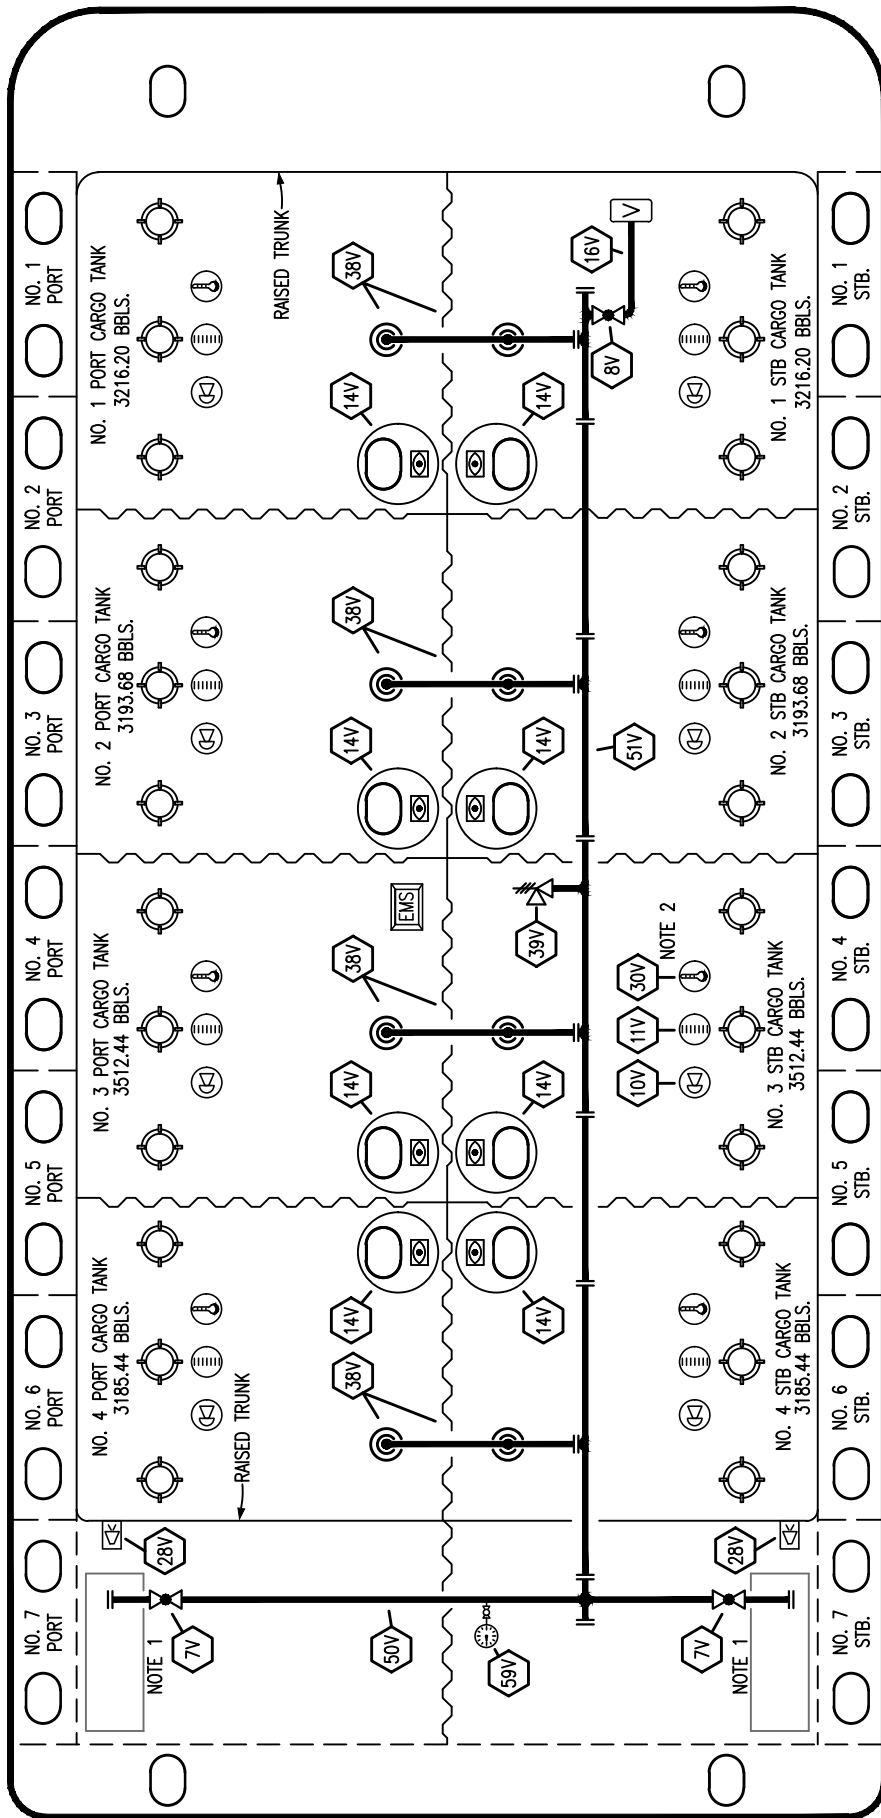 NO. 1
PORT
NO. 2
PORT
NO. 3
PORT
NO. 4
PORT
NO. 5
PORT
NO. 6
PORT
NO. 7
PORT
NO. 1 PORT CARGO TANK
3216.20 BBLS.
NO. 2 PORT CARGO TANK
3193.68 BBLS.
NO. 3 PORT CARGO TANK
3512.44 BBLS.
NO. 4 PORT CARGO TANK
3185.44 BBLS.
RAISED TRUNK
RAISED TRUNK
28V
NOTE 1
7V
38V
14V
38V
14V
EMS
38V
14V
14V
38V
50V
14V
14V
39V
14V
14V
59V
V
16V
8V
51V
NOTE 2
30V
11V
10V
28V
7V
NOTE 1
NO. 1 STB CARGO TANK
3216.20 BBLS.
NO. 2 STB CARGO TANK
3193.68 BBLS.
NO. 3 STB CARGO TANK
3512.44 BBLS.
NO. 4 STB CARGO TANK
3185.44 BBLS.
NO. 1
STB.
NO. 2
STB.
NO. 3
STB.
NO. 4
STB.
NO. 5
STB.
NO. 6
STB.
NO. 7
STB.